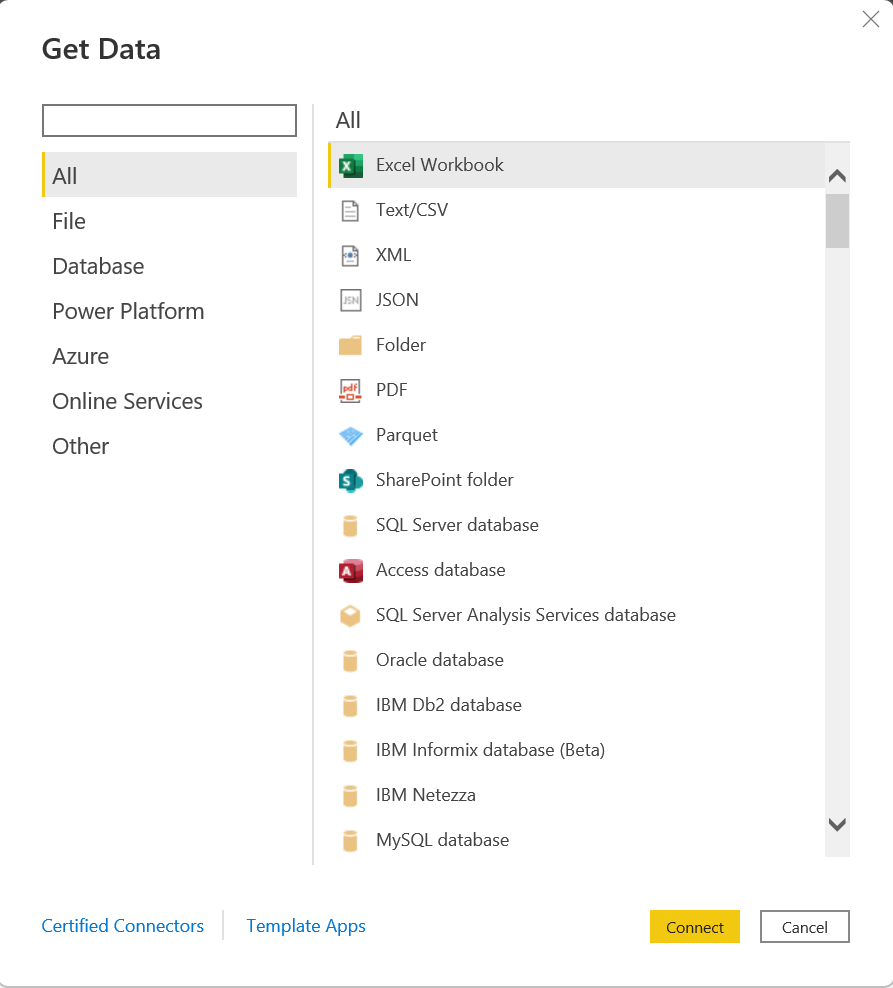 Get Data
All
File
Database
Power Platform
Azure
Online Services
Other
All
Excel Workbook
Text/CSV
XML
JSN
JSON
Folder
pdf
PDF
Parquet
S
SharePoint folder
SQL Server database
A
Access database
SQL Server Analysis Services database
Oracle database
IBM Db2 database
IBM Informix database (Beta)
IBM Netezza
MySQL database
Certified Connectors
Template Apps
Connect
Cancel